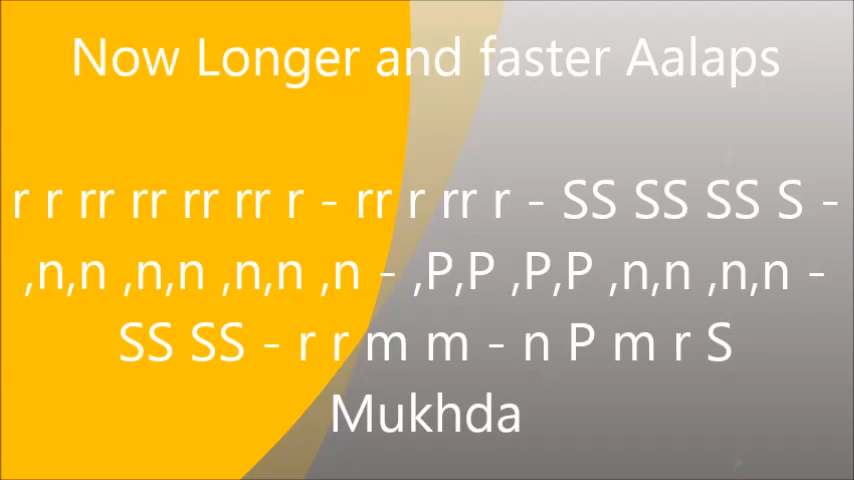 Now Longer and faster Aalaps
r r rr rr rr rr r - rr r rr r - SS SS SS S -
,n,n ,n,n ,n,n ,n - ,P,P ,P,P ,n,n ,n,n -
SS SS - r r m m - n P m r S
Mukhda